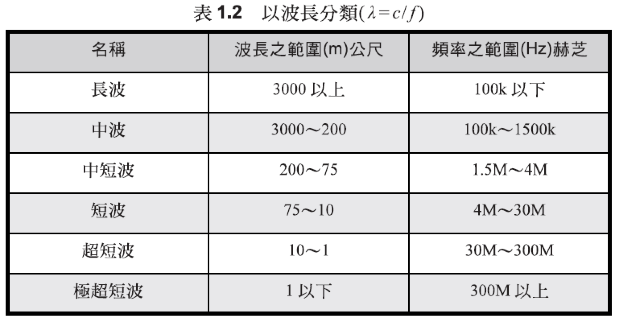 表 1.2 以波長分類(λ=c/f)
名稱 波長之範圍(m)公尺 頻率之範圍(Hz)赫芝
長波 3000 以上 100k 以下
中波 3000～200 100k～1500k
中短波 200～75 1.5M～4M
短波 75～10 4M～30M
超短波 10～1 30M～300M
極超短波 1 以下 300M 以上